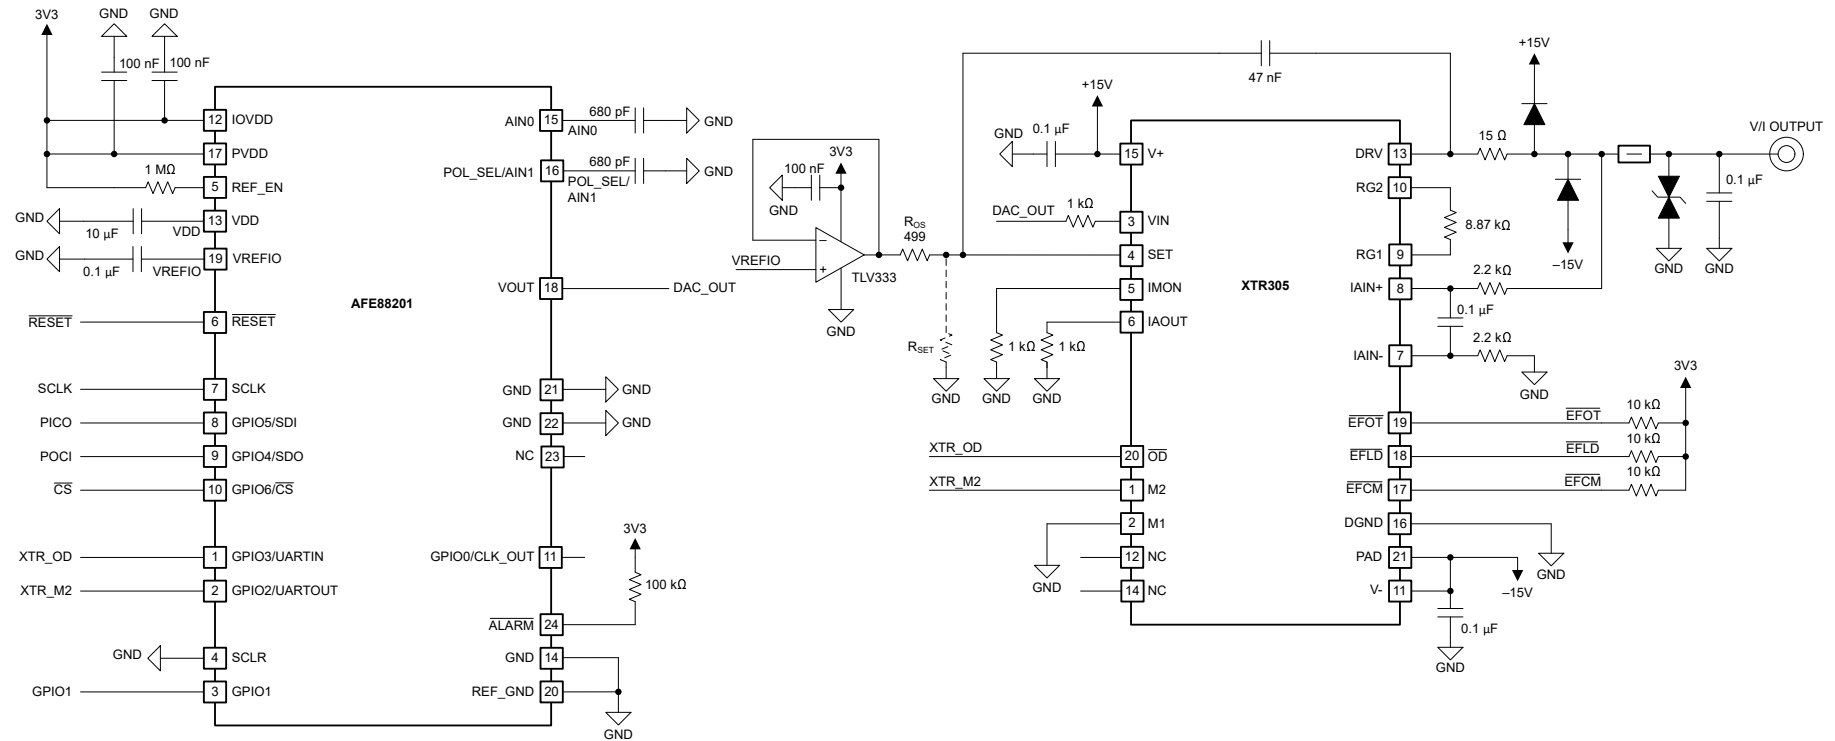 3V3
GND
GND
100 nF
100 nF
12 IOVDD
17 PVDD
1 MΩ
5 REF_EN
GND
10 µF
VDD
13 VDD
GND
0.1 µF
VREFIO
19 VREFIO
RESET
6 RESET
SCLK
7 SCLK
PICO
8 GPIO5/SDI
POCI
9 GPIO4/SDO
CS
10 GPIO6/CS
XTR_OD
1 GPIO3/UARTIN
XTR_M2
2 GPIO2/UARTOUT
GND
4 SCLR
GPIO1
3 GPIO1
AFE88201
AIN0 15
680 pF
AIN0
GND
POL_SEL/AIN1 16
680 pF
POL_SEL/
AIN1
GND
VOUT 18
DAC_OUT
GND 21
GND
GND 22
GND
NC 23
GPIO0/CLK_OUT 11
3V3
100 kΩ
ALARM 24
GND 14
REF_GND 20
GND
3V3
100 nF
GND
VREFIO
−
+
TLV333
GND
ROS
499
RSET
GND
47 nF
+15V
GND
0.1 µF
15 V+
DAC_OUT
1 kΩ
3 VIN
4 SET
5 IMON
6 IAOUT
1 kΩ
1 kΩ
GND
GND
XTR_OD
20 OD
XTR_M2
1 M2
2 M1
12 NC
14 NC
GND
XTR305
DRV 13
15 Ω
+15V
–15V
V/I OUTPUT
0.1 µF
GND
GND
RG2 10
8.87 kΩ
RG1 9
2.2 kΩ
IAIN+ 8
0.1 µF
2.2 kΩ
IAIN- 7
GND
3V3
10 kΩ
EFOT 19
EFOT
10 kΩ
EFLD 18
EFLD
10 kΩ
EFCM 17
EFCM
DGND 16
GND
PAD 21
–15V
V- 11
0.1 µF
GND